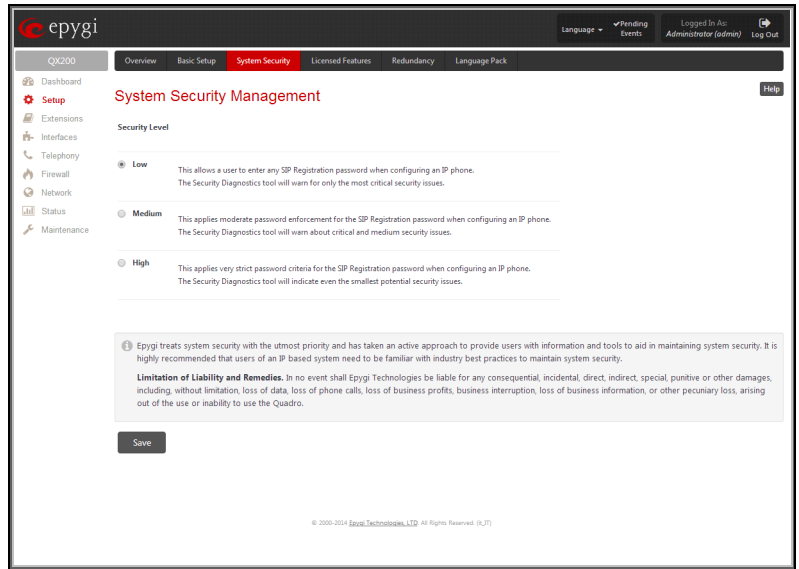 epygi
Language
Pending
Events
Logged In As:
Administrator (admin)
Log Out
QX200
Overview
Basic Setup
System Security
Licensed Features
Redundancy
Language Pack
Dashboard
Setup
Extensions
Interfaces
Telephony
Firewall
Network
Status
Maintenance
System Security Management
Help
Security Level
Low
This allows a user to enter any SIP Registration password when configuring an IP phone.
The Security Diagnostics tool will warn for only the most critical security issues.
Medium
This applies moderate password enforcement for the SIP Registration password when configuring an IP phone.
The Security Diagnostics tool will warn about critical and medium security issues.
High
This applies very strict password criteria for the SIP Registration password when configuring an IP phone.
The Security Diagnostics tool will indicate even the smallest potential security issues.
Epygi treats system security with the utmost priority and has taken an active approach to provide users with information and tools to aid in maintaining system security. It is
highly recommended that users of an IP based system need to be familiar with industry best practices to maintain system security.
Limitation of Liability and Remedies. In no event shall Epygi Technologies be liable for any consequential, incidental, direct, indirect, special, punitive or other damages,
including, without limitation, loss of data, loss of phone calls, loss of business profits, business interruption, loss of business information, or other pecuniary loss, arising
out of the use or inability to use the Quadro.
Save
© 2000-2014 Epygi Technologies, LTD. All Rights Reserved. (it_IT)